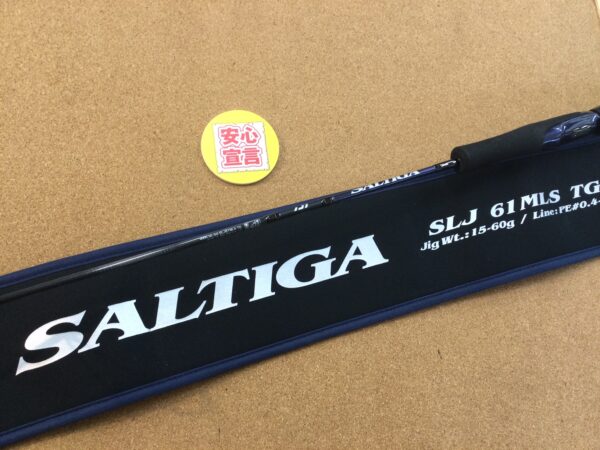 安心
宣言
SALTIGA
SLJ 61MLS TG
Jig Wt.:15-60g / Line:PE#0.4-
SALTIGA